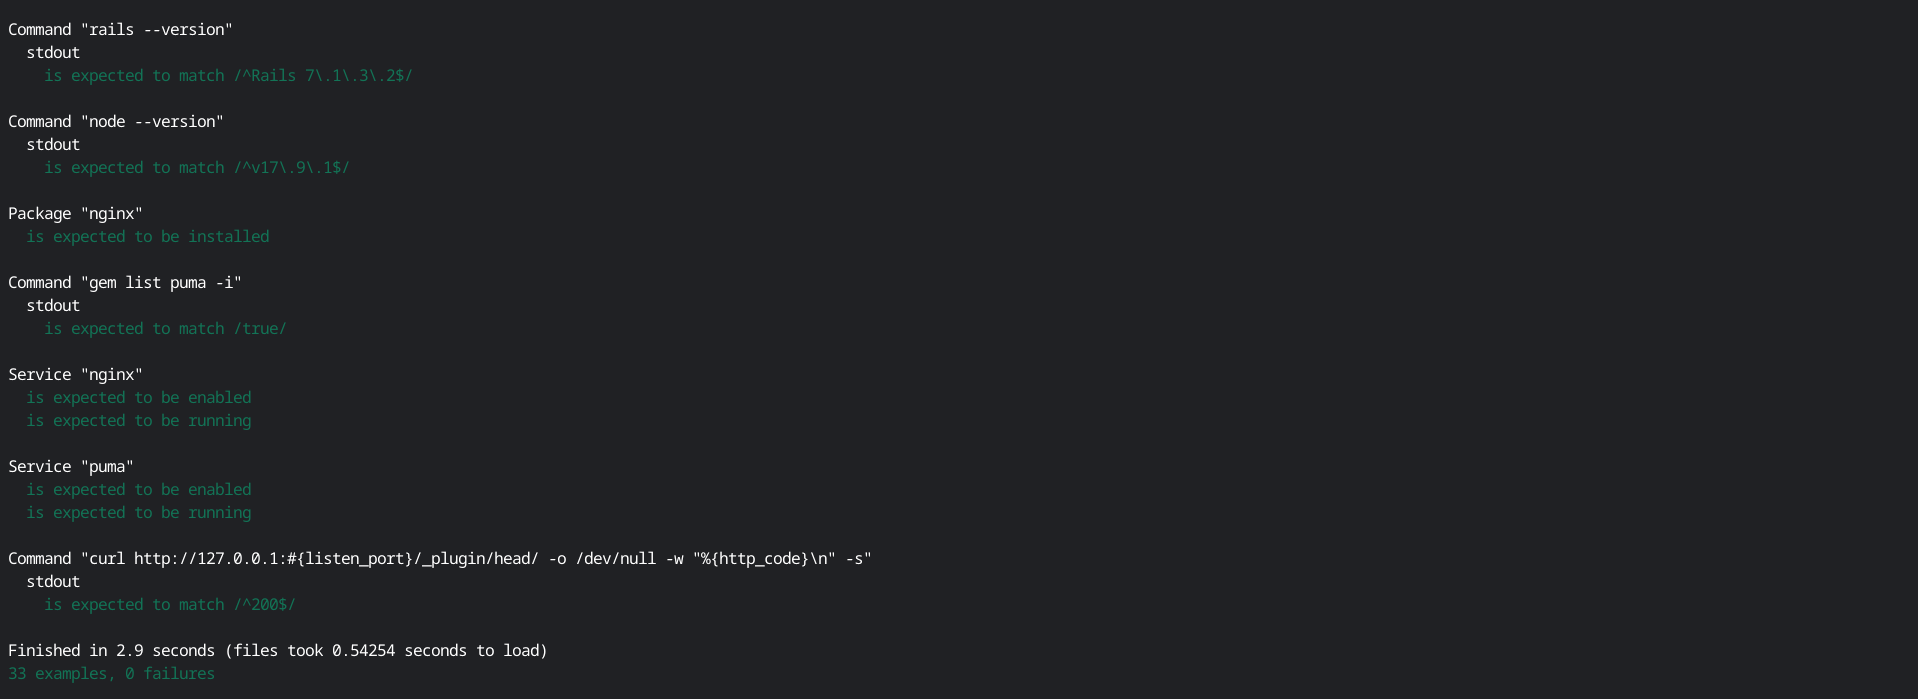 Command "rails --version"
  stdout
    is expected to match /^Rails 7\.1\.3\.2$/

Command "node --version"
  stdout
    is expected to match /^v17\.9\.1$/

Package "nginx"
  is expected to be installed

Command "gem list puma -i"
  stdout
    is expected to match /true/

Service "nginx"
  is expected to be enabled
  is expected to be running

Service "puma"
  is expected to be enabled
  is expected to be running

Command "curl http://127.0.0.1:#{listen_port}/_plugin/head/ -o /dev/null -w "%{http_code}\n" -s"
  stdout
    is expected to match /^200$/

Finished in 2.9 seconds (files took 0.54254 seconds to load)
33 examples, 0 failures